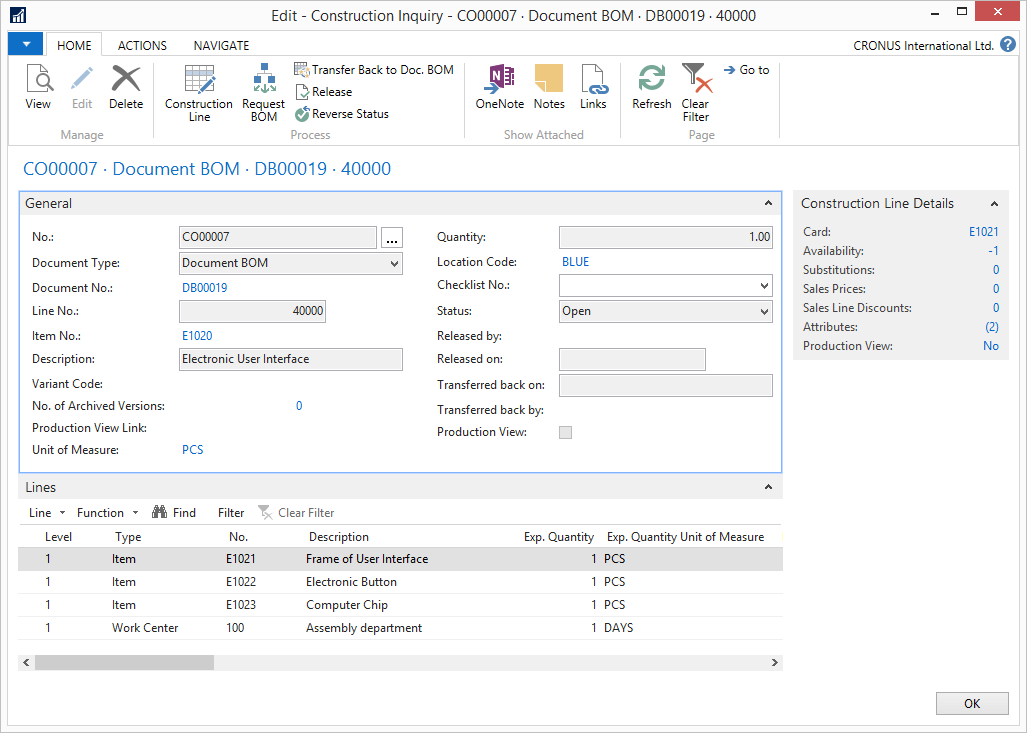 Edit - Construction Inquiry - CO00007 · Document BOM · DB00019 · 40000
HOME ACTIONS NAVIGATE
CRONUS International Ltd. ?
View
Edit
Delete
Manage
Construction Line
Request BOM
Transfer Back to Doc. BOM
Release
Reverse Status
Process
N
OneNote
Notes
Links
Show Attached
Refresh
Clear Filter
Go to
Page
CO00007 · Document BOM · DB00019 · 40000
General
No.: CO00007 ...
Document Type: Document BOM
Document No.: DB00019
Line No.: 40000
Item No.: E1020
Description: Electronic User Interface
Variant Code:
No. of Archived Versions: 0
Production View Link:
Unit of Measure: PCS
Quantity: 1.00
Location Code: BLUE
Checklist No.:
Status: Open
Released by:
Released on:
Transferred back on:
Transferred back by:
Production View:
Construction Line Details
Card: E1021
Availability: -1
Substitutions: 0
Sales Prices: 0
Sales Line Discounts: 0
Attributes: (2)
Production View: No
Lines
Line Function Find Filter Clear Filter
Level Type No. Description Exp. Quantity Exp. Quantity Unit of Measure
1 Item E1021 Frame of User Interface 1 PCS
1 Item E1022 Electronic Button 1 PCS
1 Item E1023 Computer Chip 1 PCS
1 Work Center 100 Assembly department 1 DAYS
OK